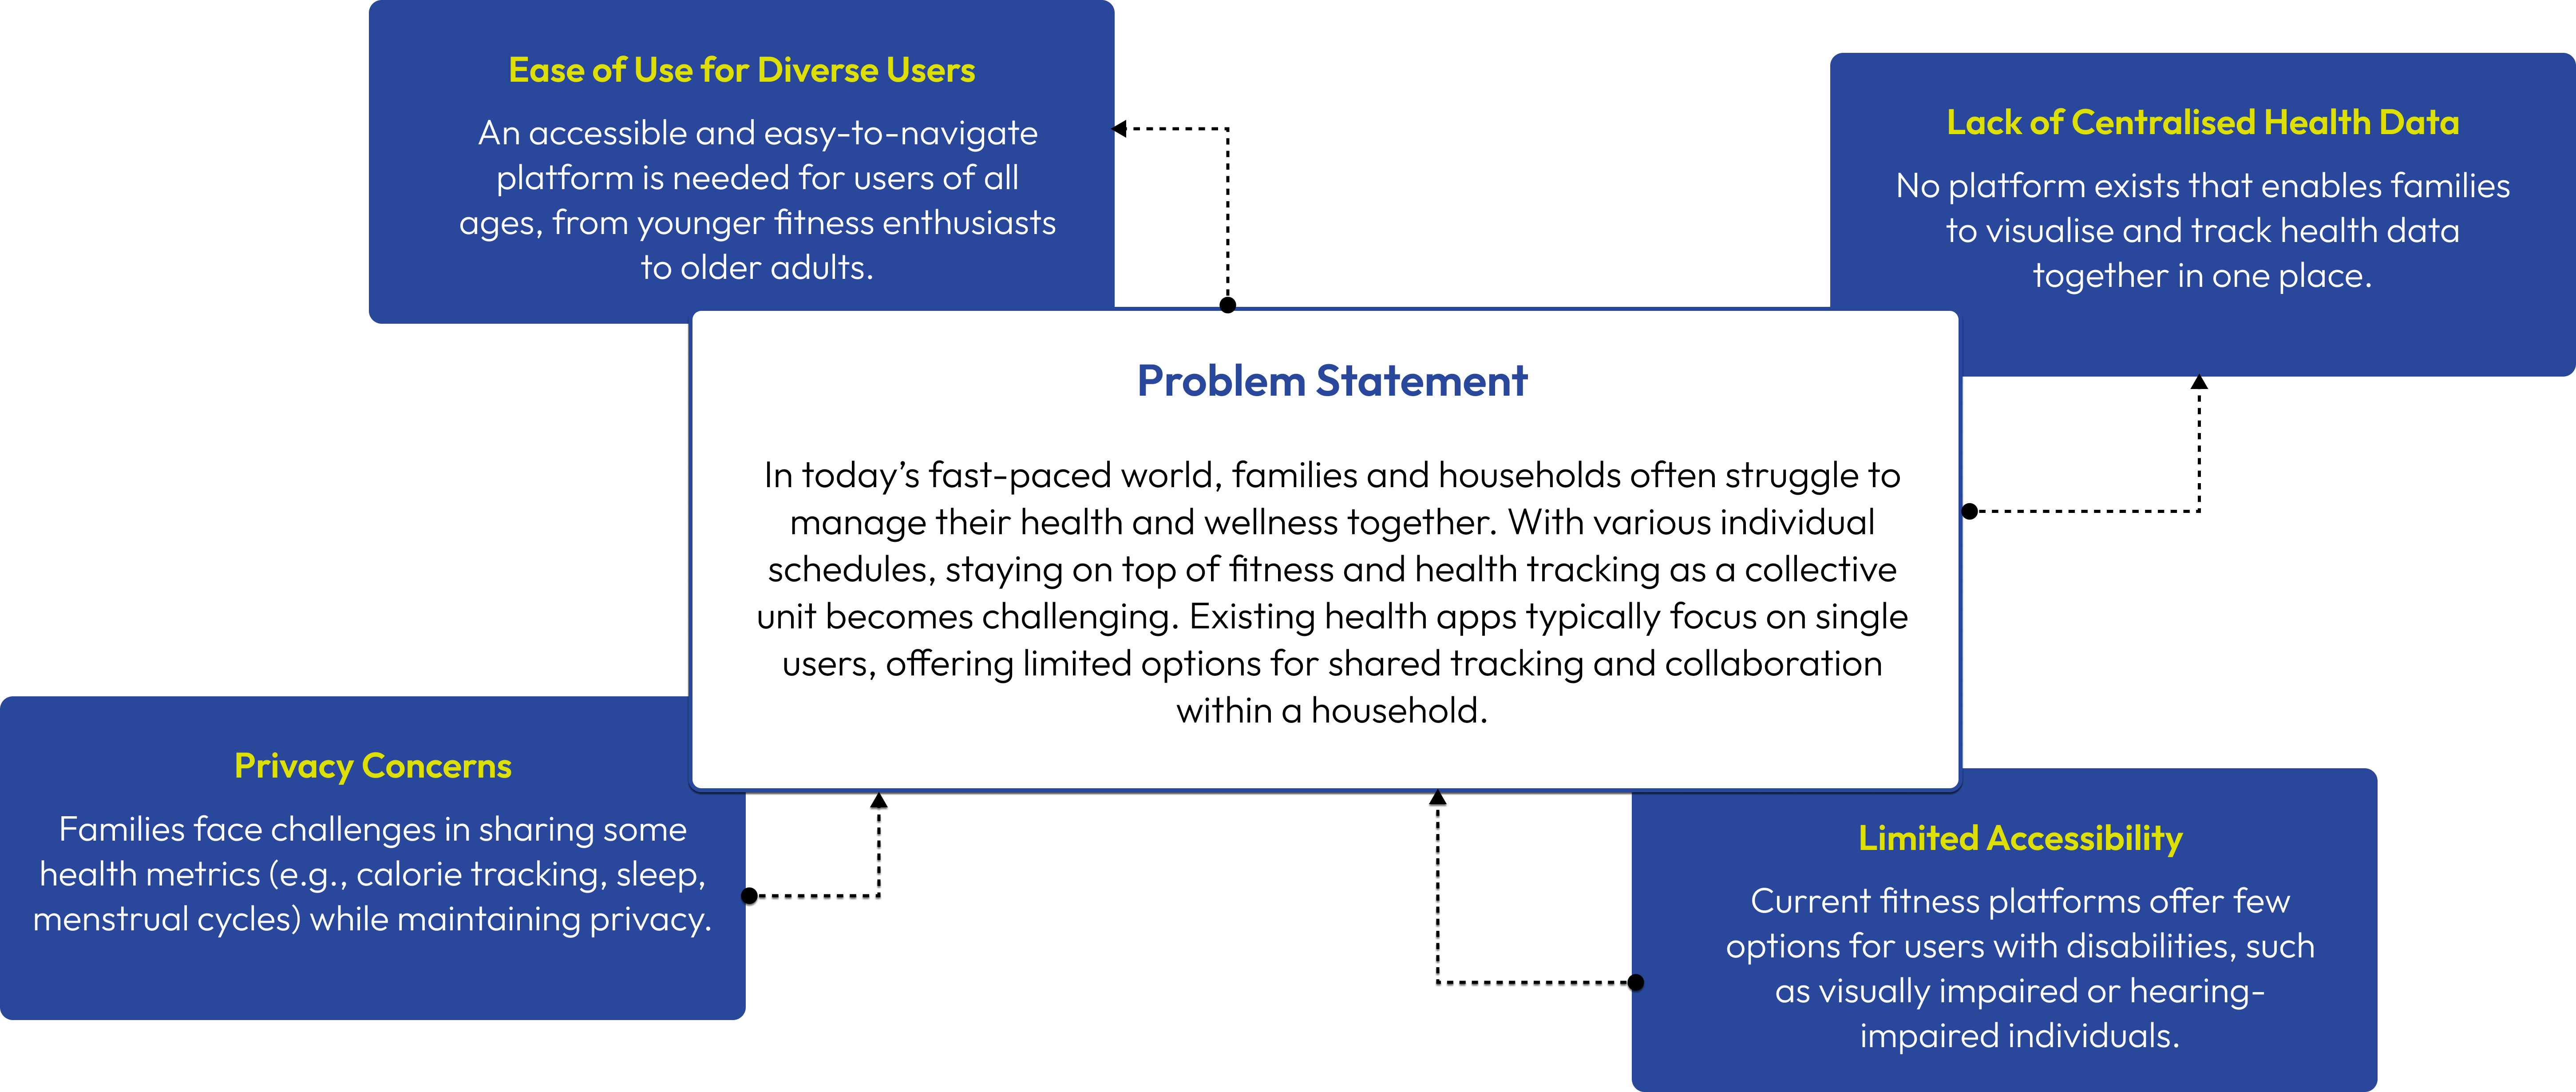 Ease of Use for Diverse Users
An accessible and easy-to-navigate
platform is needed for users of all
ages, from younger fitness enthusiasts
to older adults.
Lack of Centralised Health Data
No platform exists that enables families
to visualise and track health data
together in one place.
Problem Statement
In today’s fast-paced world, families and households often struggle to
manage their health and wellness together. With various individual
schedules, staying on top of fitness and health tracking as a collective
unit becomes challenging. Existing health apps typically focus on single
users, offering limited options for shared tracking and collaboration
within a household.
Privacy Concerns
Families face challenges in sharing some
health metrics (e.g., calorie tracking, sleep,
menstrual cycles) while maintaining privacy.
Limited Accessibility
Current fitness platforms offer few
options for users with disabilities, such
as visually impaired or hearing-
impaired individuals.